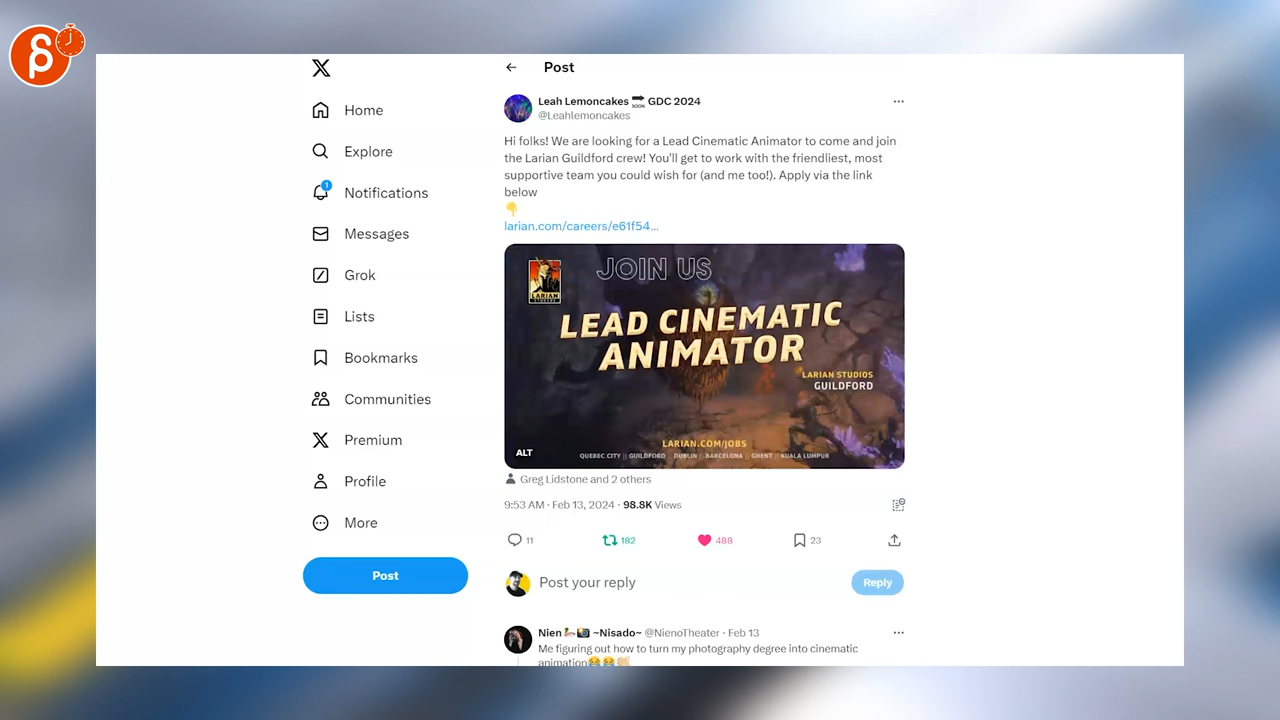 Post
Leah Lemoncakes 🔜 GDC 2024
@Leahlemoncakes
Home
Explore
Notifications
1
Messages
Grok
Lists
Bookmarks
Communities
Premium
Profile
More
Post
Hi folks! We are looking for a Lead Cinematic Animator to come and join
the Larian Guildford crew! You'll get to work with the friendliest, most
supportive team you could wish for (and me too!). Apply via the link
below
👇
larian.com/careers/e61f54...
LARIAN
STUDIOS
JOIN US
LEAD CINEMATIC
ANIMATOR
LARIAN STUDIOS
GUILDFORD
LARIAN.COM/JOBS
QUEBEC CITY || GUILDFORD || DUBLIN || BARCELONA || GHENT || KUALA LUMPUR
ALT
Greg Lidstone and 2 others
9:53 AM · Feb 13, 2024 · 98.8K Views
11 182 488 23
Post your reply
Reply
Nien 🦆📷 ~Nisado~ @NienoTheater · Feb 13
Me figuring out how to turn my photography degree into cinematic
animation😂😂👏🏻